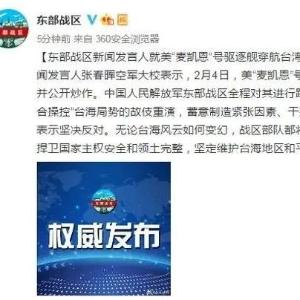 东部战区
5分钟前 来自 360安全浏览器
【东部战区新闻发言人就美“麦凯恩”号驱逐舰穿航台湾
闻发言人张春晖空军大校表示，2月4日，美“麦凯恩”号
并公开炒作。中国人民解放军东部战区全程对其进行跟
合操控”台海局势的故伎重演，蓄意制造紧张因素、干
表示坚决反对。无论台海风云如何变幻，战区部队都将
捍卫国家主权安全和领土完整，坚定维护台海地区和平
权威发布